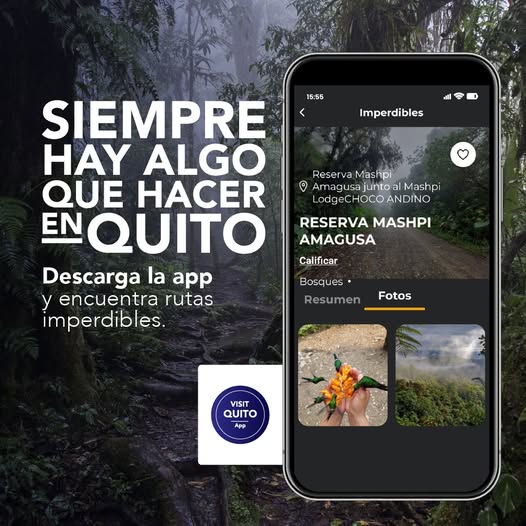 SIEMPRE
HAY ALGO
QUE HACER
EN QUITO
Descarga la app
y encuentra rutas
imperdibles.
VISIT
QUITO
App
15:55
Imperdibles
Reserva Mashpi
Amagusa junto al Mashpi
LodgeCHOCO ANDINO
RESERVA MASHPI
AMAGUSA
Calificar
Bosques •
Resumen Fotos